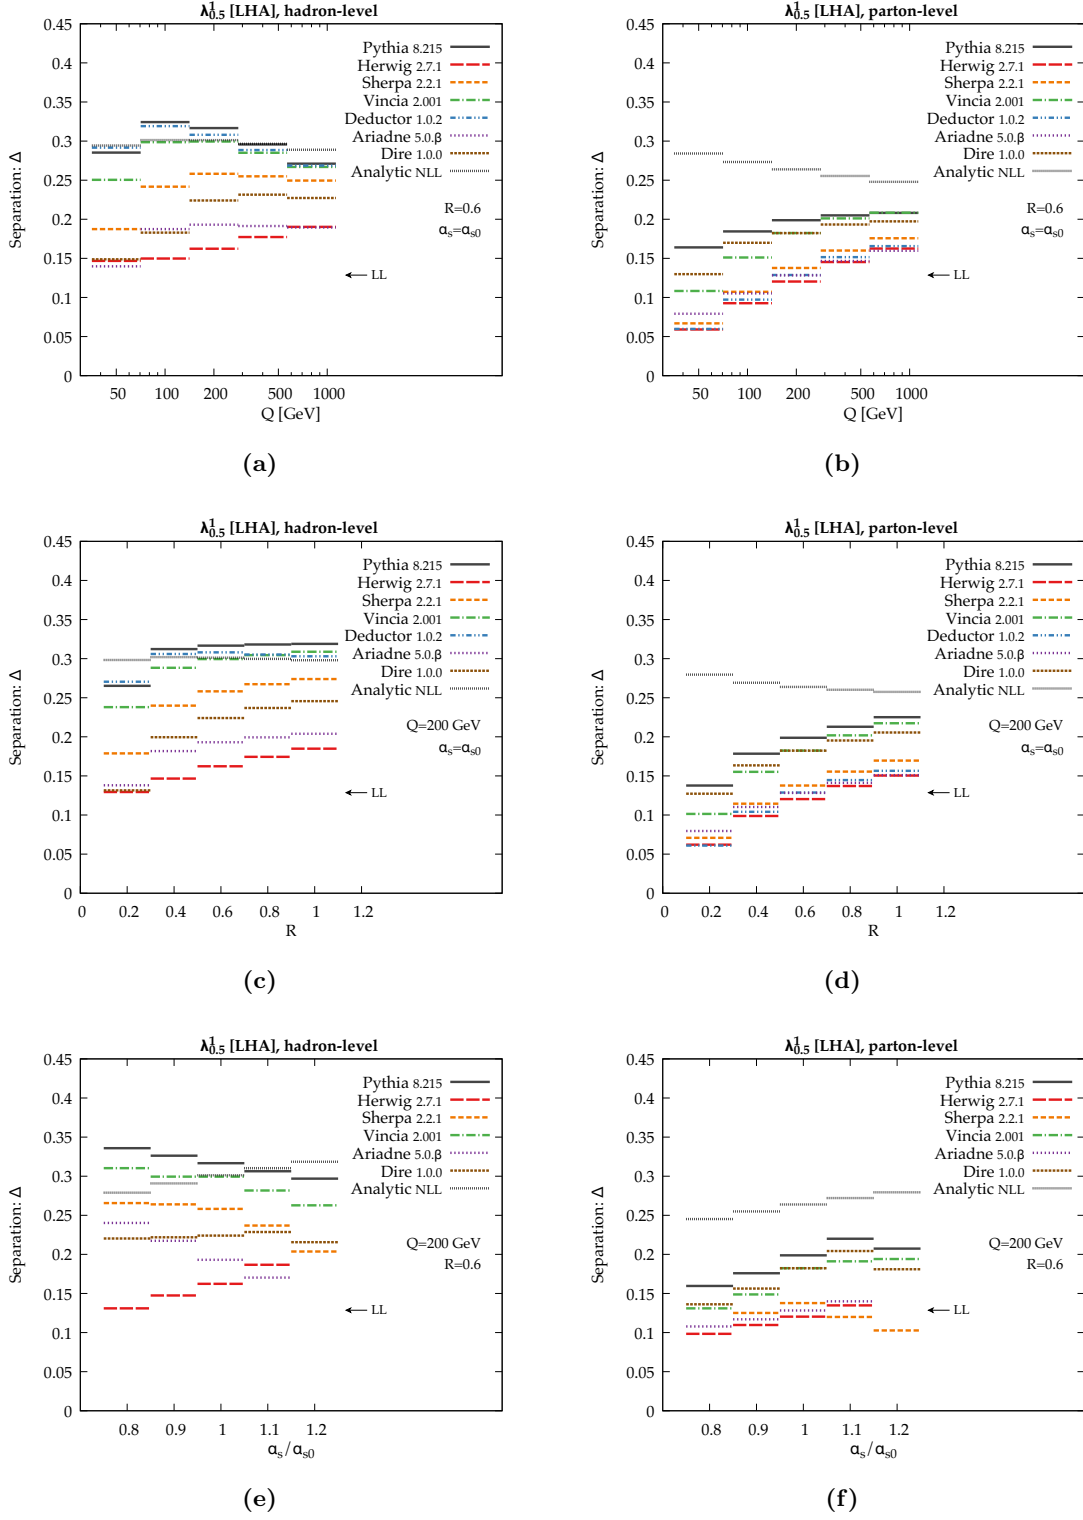 λ¹₀.₅ [LHA], hadron-level
0.45
0.4
0.35
0.3
0.25
0.2
0.15
0.1
0.05
0
Separation: Δ
Pythia 8.215
Herwig 2.7.1
Sherpa 2.2.1
Vincia 2.001
Deductor 1.0.2
Ariadne 5.0.β
Dire 1.0.0
Analytic NLL
R=0.6
αs=αs0
LL
50 100 200 500 1000
Q [GeV]
(a)
λ¹₀.₅ [LHA], parton-level
0.45
0.4
0.35
0.3
0.25
0.2
0.15
0.1
0.05
0
Separation: Δ
Pythia 8.215
Herwig 2.7.1
Sherpa 2.2.1
Vincia 2.001
Deductor 1.0.2
Ariadne 5.0.β
Dire 1.0.0
Analytic NLL
R=0.6
αs=αs0
LL
50 100 200 500 1000
Q [GeV]
(b)
λ¹₀.₅ [LHA], hadron-level
0.45
0.4
0.35
0.3
0.25
0.2
0.15
0.1
0.05
0
Separation: Δ
Pythia 8.215
Herwig 2.7.1
Sherpa 2.2.1
Vincia 2.001
Deductor 1.0.2
Ariadne 5.0.β
Dire 1.0.0
Analytic NLL
Q=200 GeV
αs=αs0
LL
0 0.2 0.4 0.6 0.8 1 1.2
R
(c)
λ¹₀.₅ [LHA], parton-level
0.45
0.4
0.35
0.3
0.25
0.2
0.15
0.1
0.05
0
Separation: Δ
Pythia 8.215
Herwig 2.7.1
Sherpa 2.2.1
Vincia 2.001
Deductor 1.0.2
Ariadne 5.0.β
Dire 1.0.0
Analytic NLL
Q=200 GeV
αs=αs0
LL
0 0.2 0.4 0.6 0.8 1 1.2
R
(d)
λ¹₀.₅ [LHA], hadron-level
0.45
0.4
0.35
0.3
0.25
0.2
0.15
0.1
0.05
0
Separation: Δ
Pythia 8.215
Herwig 2.7.1
Sherpa 2.2.1
Vincia 2.001
Ariadne 5.0.β
Dire 1.0.0
Analytic NLL
Q=200 GeV
R=0.6
LL
0.8 0.9 1 1.1 1.2
αs/αs0
(e)
λ¹₀.₅ [LHA], parton-level
0.45
0.4
0.35
0.3
0.25
0.2
0.15
0.1
0.05
0
Separation: Δ
Pythia 8.215
Herwig 2.7.1
Sherpa 2.2.1
Vincia 2.001
Ariadne 5.0.β
Dire 1.0.0
Analytic NLL
Q=200 GeV
R=0.6
LL
0.8 0.9 1 1.1 1.2
αs/αs0
(f)